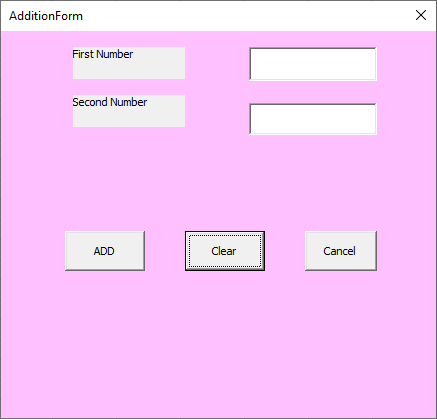 AdditionForm
First Number
Second Number
ADD
Clear
Cancel